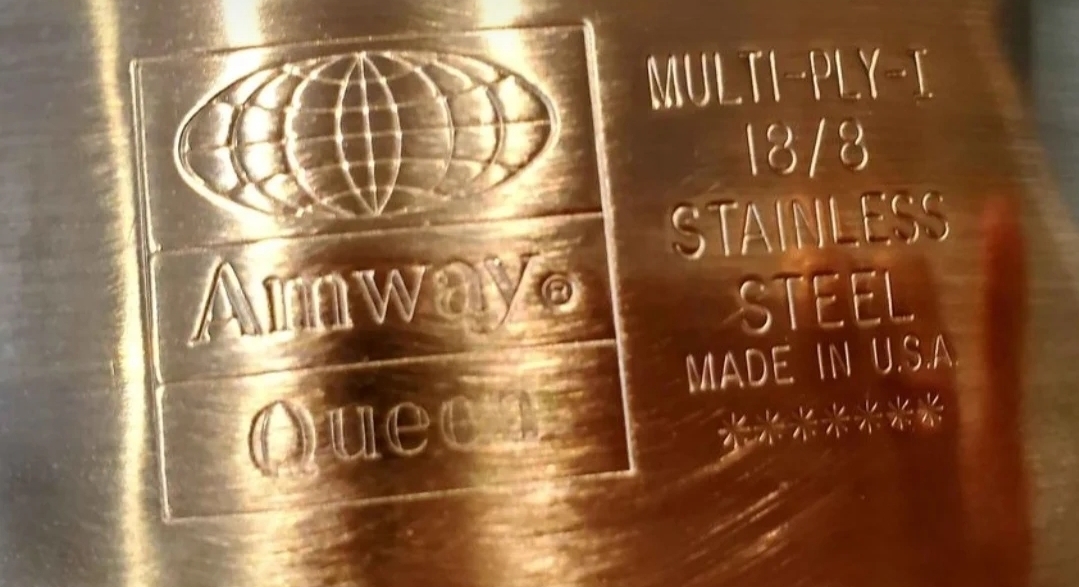 Amway®
Queen
MULTI-PLY-I
18/8
STAINLESS
STEEL
MADE IN U.S.A.
*******